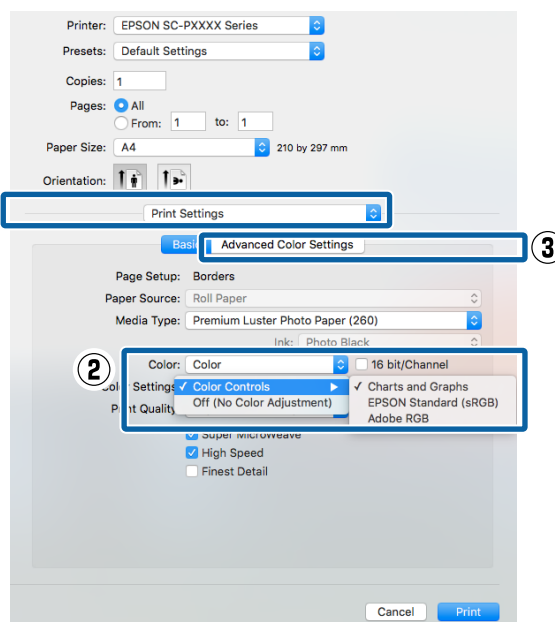 Printer: EPSON SC-PXXXX Series
Presets: Default Settings
Copies: 1
Pages: All
From: 1 to: 1
Paper Size: A4 210 by 297 mm
Orientation:
Print Settings
Basic Advanced Color Settings
3
Page Setup: Borders
Paper Source: Roll Paper
Media Type: Premium Luster Photo Paper (260)
Ink: Photo Black
2
Color: Color 16 bit/Channel
Settings ✓ Color Controls ▶ ✓ Charts and Graphs
Off (No Color Adjustment) EPSON Standard (sRGB)
Print Quality Adobe RGB
Super MicroWeave
High Speed
Finest Detail
Cancel Print